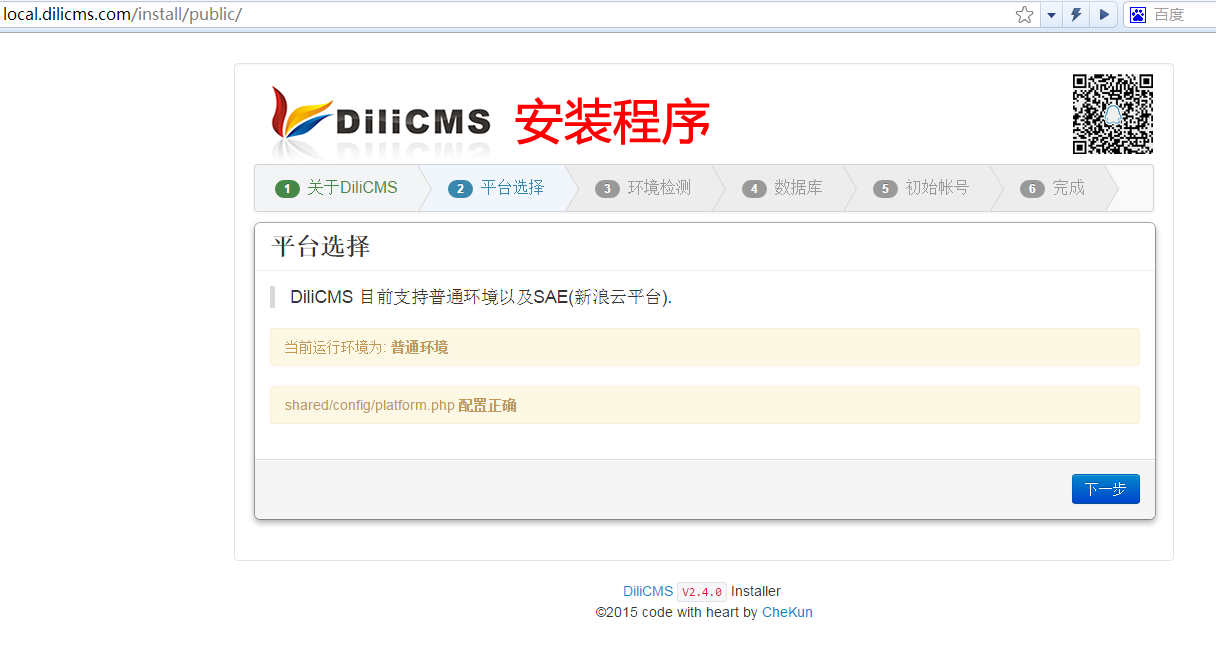 local.dilicms.com/install/public/
百度
DiliCMS 安装程序
1 关于DiliCMS 2 平台选择 3 环境检测 4 数据库 5 初始帐号 6 完成
平台选择
DiliCMS 目前支持普通环境以及SAE(新浪云平台).
当前运行环境为: 普通环境
shared/config/platform.php 配置正确
下一步
DiliCMS V2.4.0 Installer
©2015 code with heart by CheKun